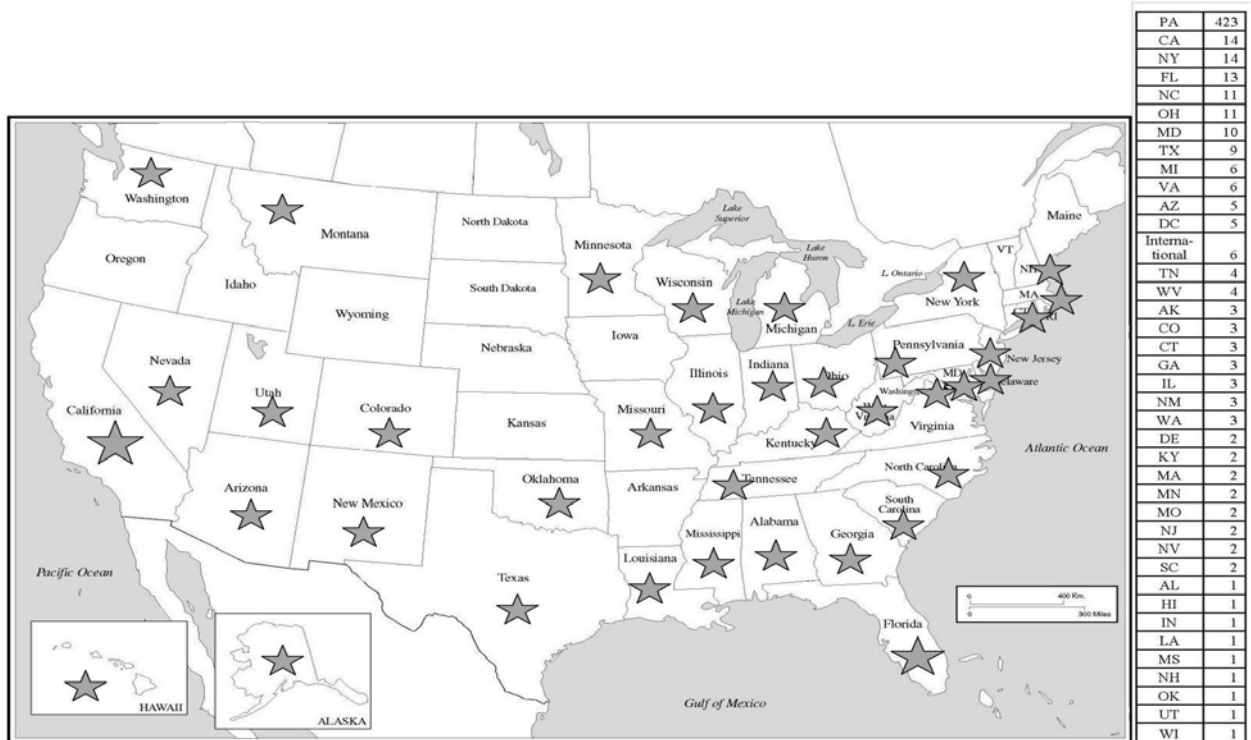 Washington
Montana
Oregon
Idaho
Wyoming
North Dakota
South Dakota
Nebraska
Kansas
Minnesota
Iowa
Missouri
Wisconsin
Lake
Superior
Lake
Michigan
Lake
Huron
Michigan
L. Erie
L. Ontario
New York
VT
NH
Maine
MA
RI
Pennsylvania
New Jersey
MD
Nevada
Utah
Colorado
California
Arizona
New Mexico
Oklahoma
Arkansas
Texas
Louisiana
Illinois
Indiana
Ohio
Kentucky
Virginia
Tennessee
North Carolina
South
Carolina
Mississippi
Alabama
Georgia
Florida
Pacific Ocean
Atlantic Ocean
Gulf of Mexico
HAWAII
ALASKA
0 400 Km.
0 300 Miles
PA 423
CA 14
NY 14
FL 13
NC 11
OH 11
MD 10
TX 9
MI 6
VA 6
AZ 5
DC 5
Interna-
tional 6
TN 4
WV 4
AK 3
CO 3
CT 3
GA 3
IL 3
NM 3
WA 3
DE 2
KY 2
MA 2
MN 2
MO 2
NJ 2
NV 2
SC 2
AL 1
HI 1
IN 1
LA 1
MS 1
NH 1
OK 1
UT 1
WI 1